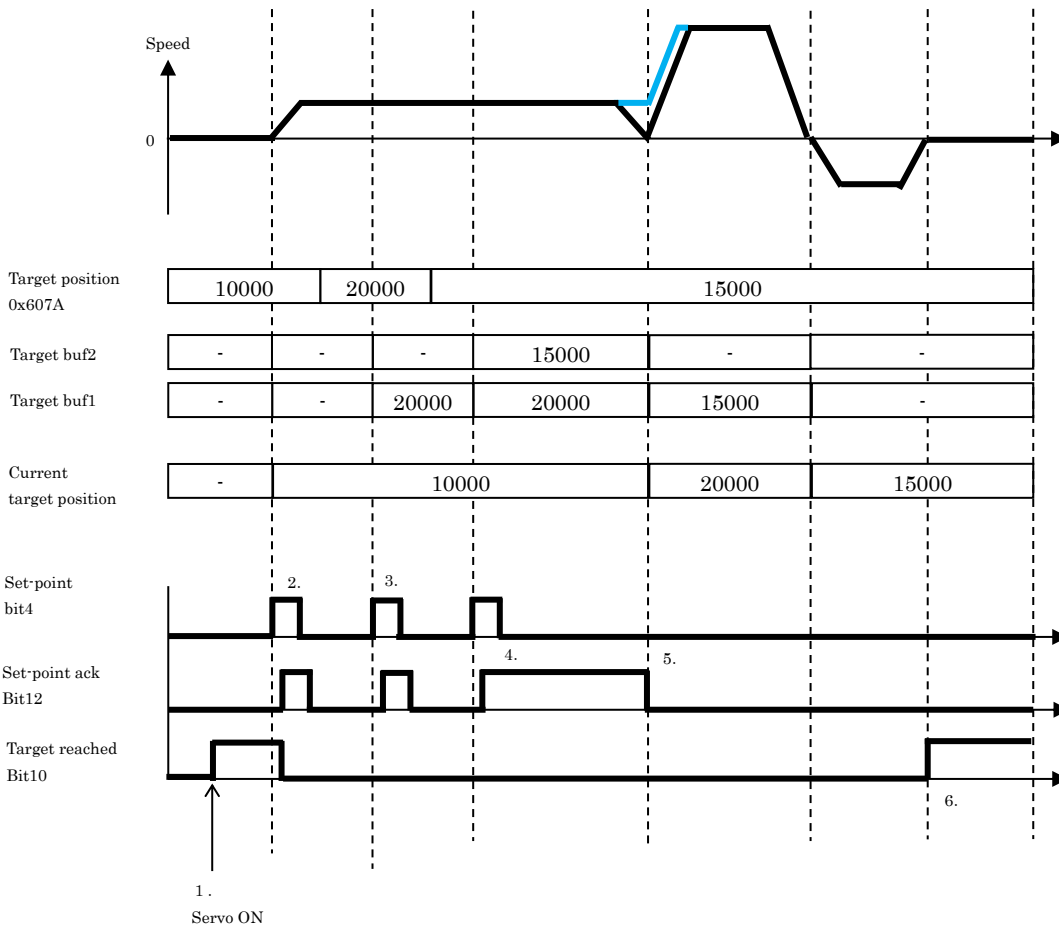 Speed
0
Target position
0x607A
10000 20000 15000
Target buf2
- - - 15000 - -
Target buf1
- - 20000 20000 15000 -
Current
target position
- 10000 20000 15000
Set-point
bit4
2. 3.
Set-point ack
Bit12
4. 5.
Target reached
Bit10
6.
1 .
Servo ON